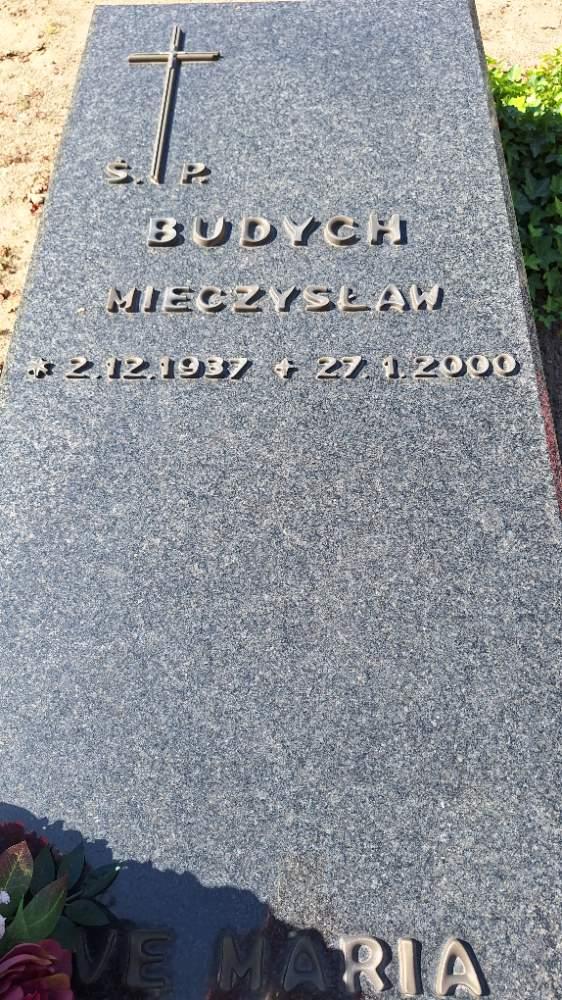 Ś. P.
BUDYCH
MIECZYSŁAW
* 2.12.1937 + 27.1.2000
VE MARIA